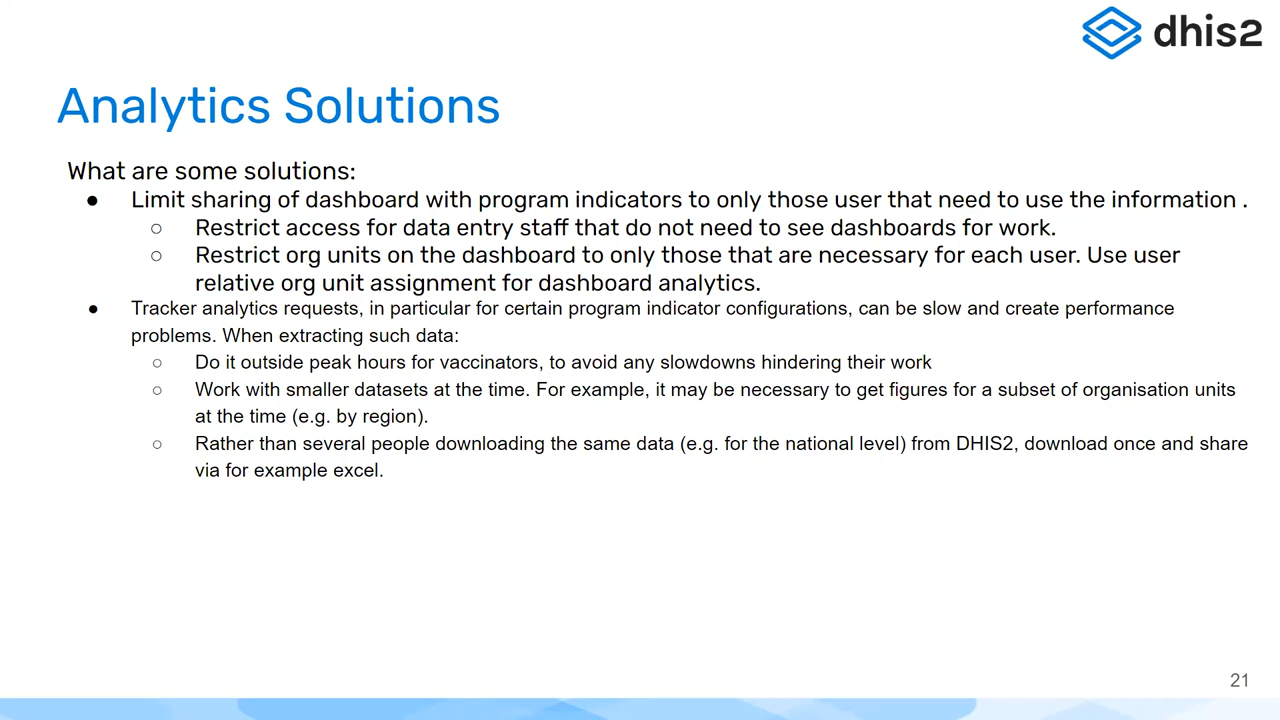 dhis2
Analytics Solutions
What are some solutions:
● Limit sharing of dashboard with program indicators to only those user that need to use the information .
○ Restrict access for data entry staff that do not need to see dashboards for work.
○ Restrict org units on the dashboard to only those that are necessary for each user. Use user
relative org unit assignment for dashboard analytics.
● Tracker analytics requests, in particular for certain program indicator configurations, can be slow and create performance
problems. When extracting such data:
○ Do it outside peak hours for vaccinators, to avoid any slowdowns hindering their work
○ Work with smaller datasets at the time. For example, it may be necessary to get figures for a subset of organisation units
at the time (e.g. by region).
○ Rather than several people downloading the same data (e.g. for the national level) from DHIS2, download once and share
via for example excel.
21